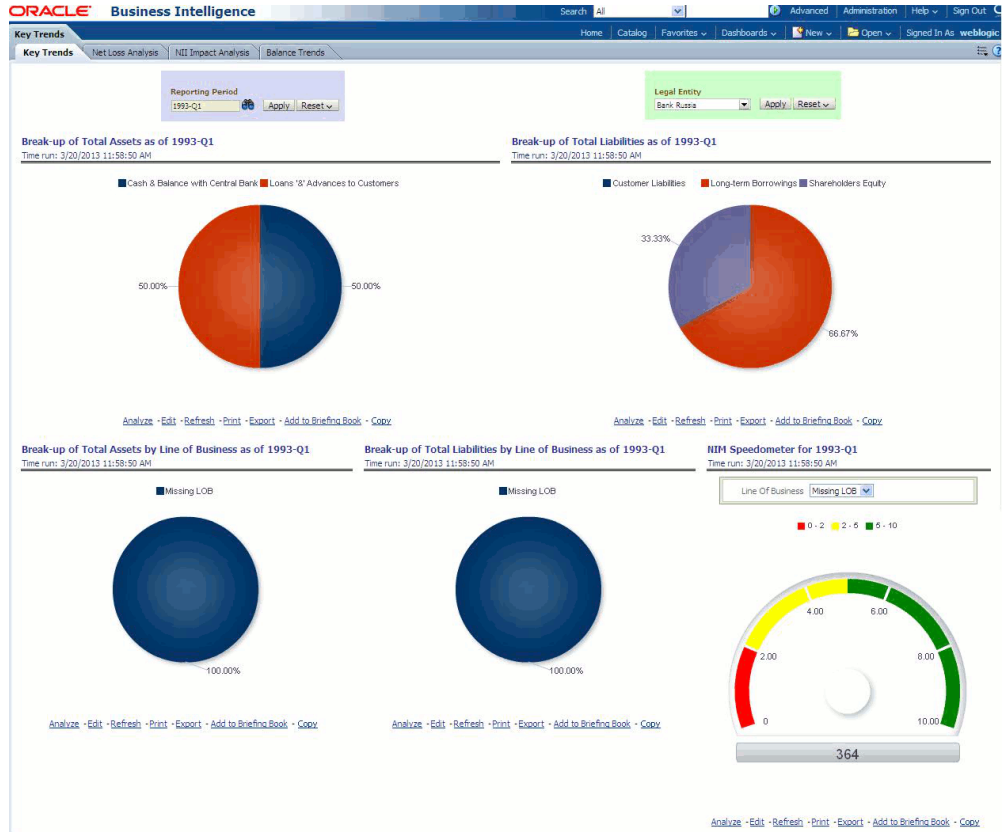 ORACLE Business Intelligence
Search All Advanced Administration Help Sign Out
Key Trends
Home Catalog Favorites Dashboards New Open Signed In As weblogic
Key Trends Net Loss Analysis NII Impact Analysis Balance Trends
Reporting Period
1993-Q1 Apply Reset
Legal Entity
Bank Russia Apply Reset
Break-up of Total Assets as of 1993-Q1
Time run: 3/20/2013 11:58:50 AM
Cash & Balance with Central Bank Loans '&' Advances to Customers
50.00% 50.00%
Analyze - Edit - Refresh - Print - Export - Add to Briefing Book - Copy
Break-up of Total Liabilities as of 1993-Q1
Time run: 3/20/2013 11:58:50 AM
Customer Liabilities Long-term Borrowings Shareholders Equity
33.33%
66.67%
Analyze - Edit - Refresh - Print - Export - Add to Briefing Book - Copy
Break-up of Total Assets by Line of Business as of 1993-Q1
Time run: 3/20/2013 11:58:50 AM
Missing LOB
100.00%
Analyze - Edit - Refresh - Print - Export - Add to Briefing Book - Copy
Break-up of Total Liabilities by Line of Business as of 1993-Q1
Time run: 3/20/2013 11:58:50 AM
Missing LOB
100.00%
Analyze - Edit - Refresh - Print - Export - Add to Briefing Book - Copy
NIM Speedometer for 1993-Q1
Time run: 3/20/2013 11:58:50 AM
Line Of Business Missing LOB
0 - 2 2 - 5 5 - 10
4.00 6.00
2.00 8.00
0 10.00
364
Analyze - Edit - Refresh - Print - Export - Add to Briefing Book - Copy